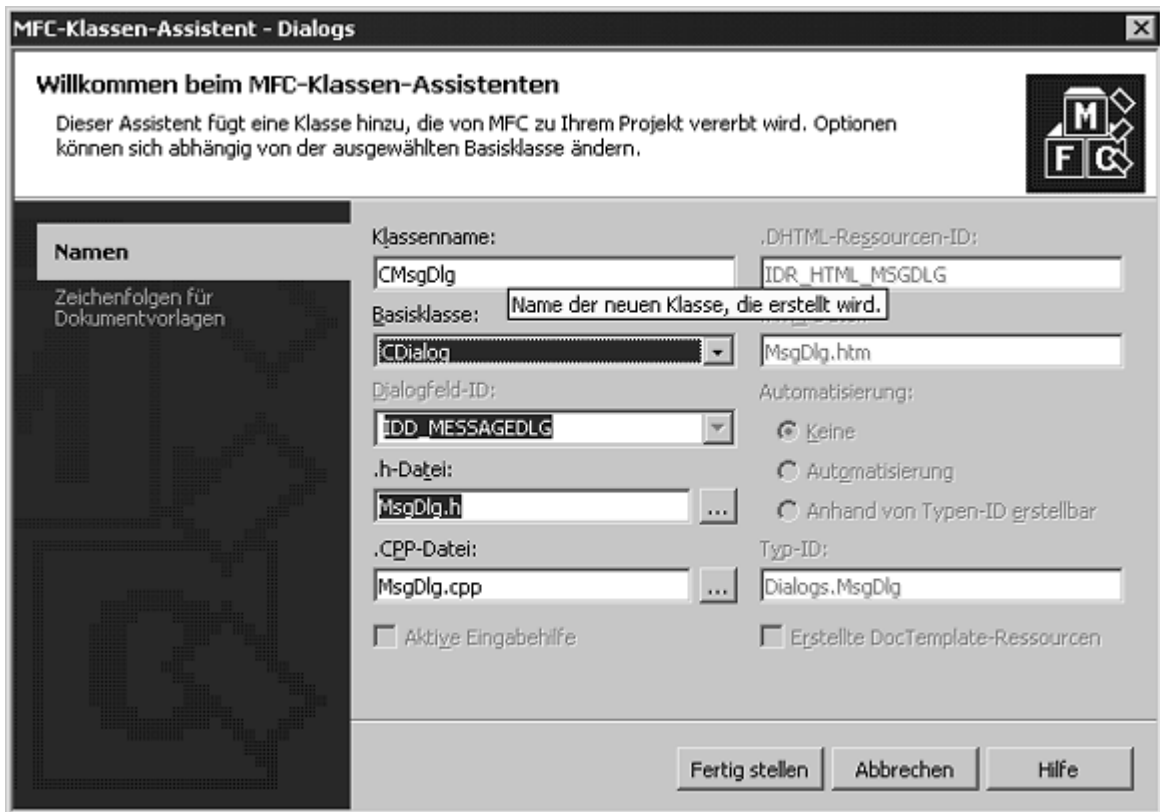 MFC-Klassen-Assistent - Dialogs
Willkommen beim MFC-Klassen-Assistenten
Dieser Assistent fügt eine Klasse hinzu, die von MFC zu Ihrem Projekt vererbt wird. Optionen
können sich abhängig von der ausgewählten Basisklasse ändern.
M
F C
Namen
Zeichenfolgen für
Dokumentvorlagen
Klassenname:
CMsgDlg
Name der neuen Klasse, die erstellt wird.
Basisklasse:
CDialog
Dialogfeld-ID:
IDD_MESSAGEDLG
.h-Datei:
MsgDlg.h
...
.CPP-Datei:
MsgDlg.cpp
...
Aktive Eingabehilfe
.DHTML-Ressourcen-ID:
IDR_HTML_MSGDLG
MsgDlg.htm
Automatisierung:
Keine
Automatisierung
Anhand von Typen-ID erstellbar
Typ-ID:
Dialogs.MsgDlg
Erstellte DocTemplate-Ressourcen
Fertig stellen
Abbrechen
Hilfe